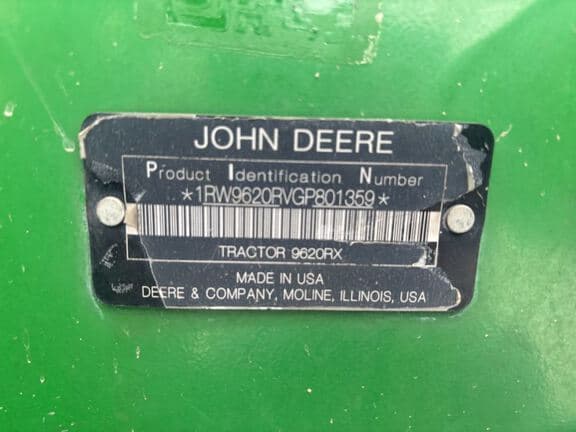 JOHN DEERE
Product Identification Number
*1RW9620RVGP801359*
TRACTOR 9620RX
MADE IN USA
DEERE & COMPANY, MOLINE, ILLINOIS, USA